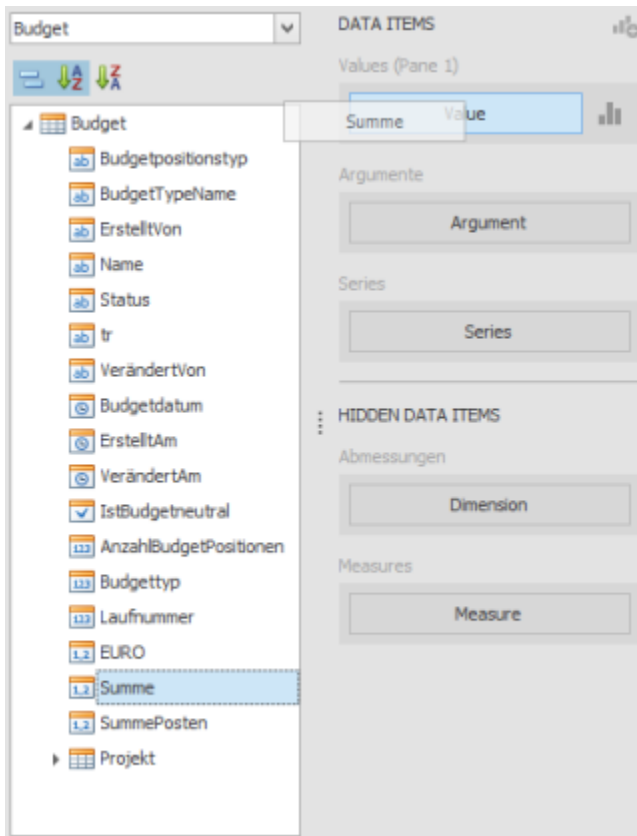 Budget
Budget
Budgetpositionstyp
BudgetTypeName
ErstelltVon
Name
Status
tr
VerändertVon
Budgetdatum
ErstelltAm
VerändertAm
IstBudgetneutral
AnzahlBudgetPositionen
Budgettyp
Laufnummer
EURO
Summe
SummePosten
Projekt
DATA ITEMS
Values (Pane 1)
Summe
Value
Argumente
Argument
Series
Series
HIDDEN DATA ITEMS
Abmessungen
Dimension
Measures
Measure